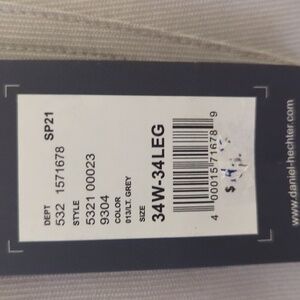 SP21
DEPT
532 1571678
STYLE
5321 00023
9304
COLOR
013/LT. GREY
SIZE
34W-34LEG
4 00015 71678 9
www.daniel-hechter.com